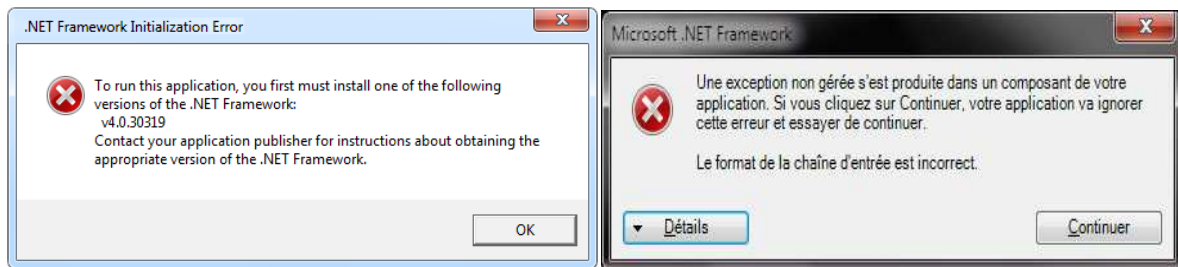 .NET Framework Initialization Error
To run this application, you first must install one of the following
versions of the .NET Framework:
v4.0.30319
Contact your application publisher for instructions about obtaining the
appropriate version of the .NET Framework.
OK
Microsoft .NET Framework
Une exception non gérée s'est produite dans un composant de votre
application. Si vous cliquez sur Continuer, votre application va ignorer
cette erreur et essayer de continuer.
Le format de la chaîne d'entrée est incorrect.
Détails
Continuer